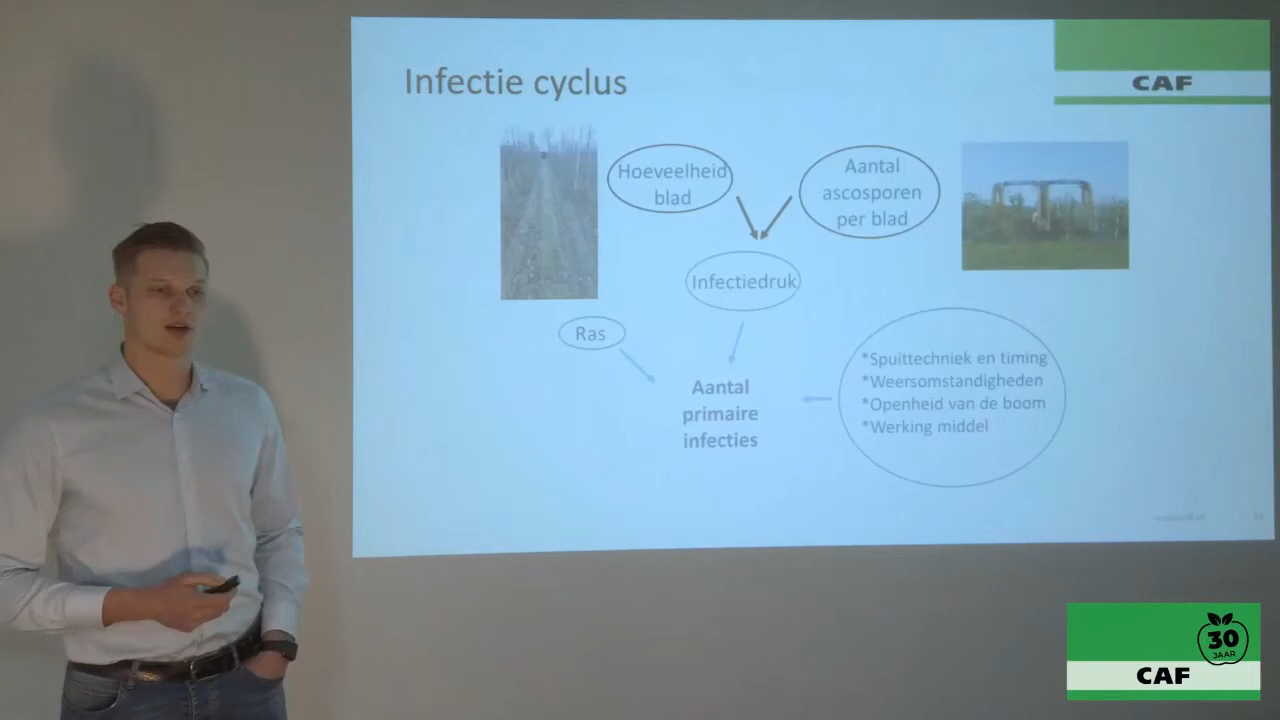 Infectie cyclus
CAF
Hoeveelheid
blad
Aantal
ascosporen
per blad
Infectiedruk
Ras
Aantal
primaire
infecties
*Spuittechniek en timing
*Weersomstandigheden
*Openheid van de boom
*Werking middel
30
JAAR
CAF